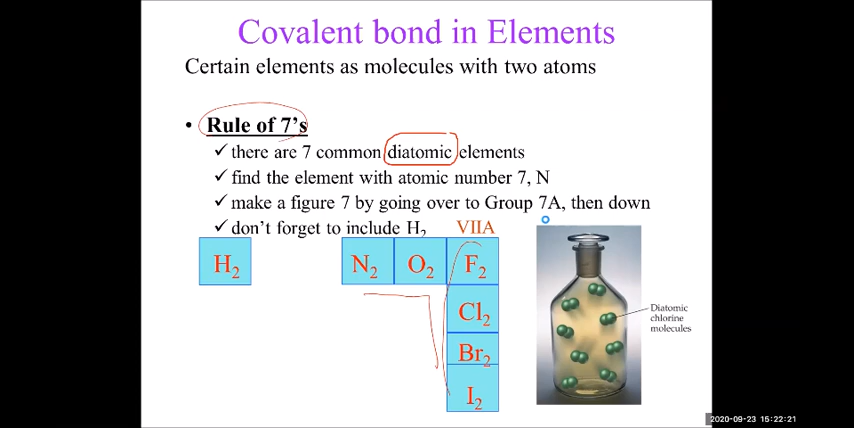 Covalent bond in Elements
Certain elements as molecules with two atoms
• Rule of 7's
✓ there are 7 common diatomic elements
✓ find the element with atomic number 7, N
✓ make a figure 7 by going over to Group 7A, then down
✓ don't forget to include H₂
VIIA
H₂ N₂ O₂ F₂
Cl₂
Br₂
I₂
Diatomic
chlorine
molecules
2020-09-23 15:22:21